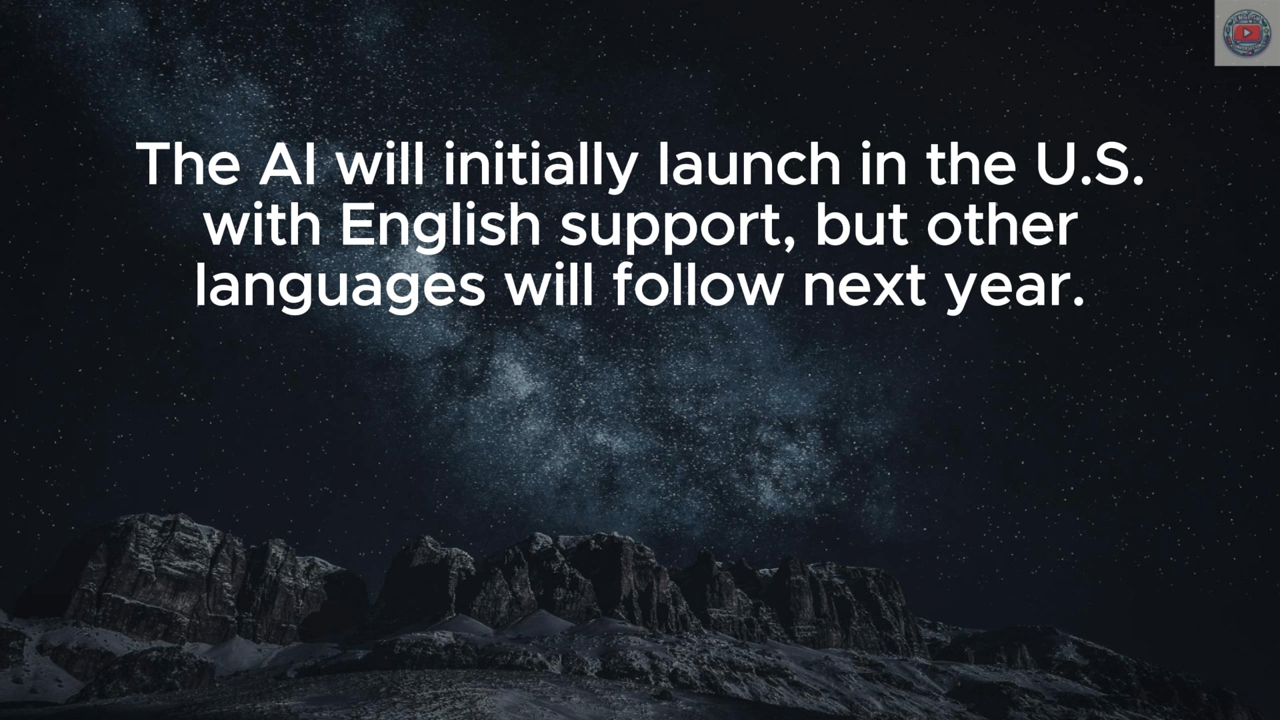 The AI will initially launch in the U.S.
with English support, but other
languages will follow next year.